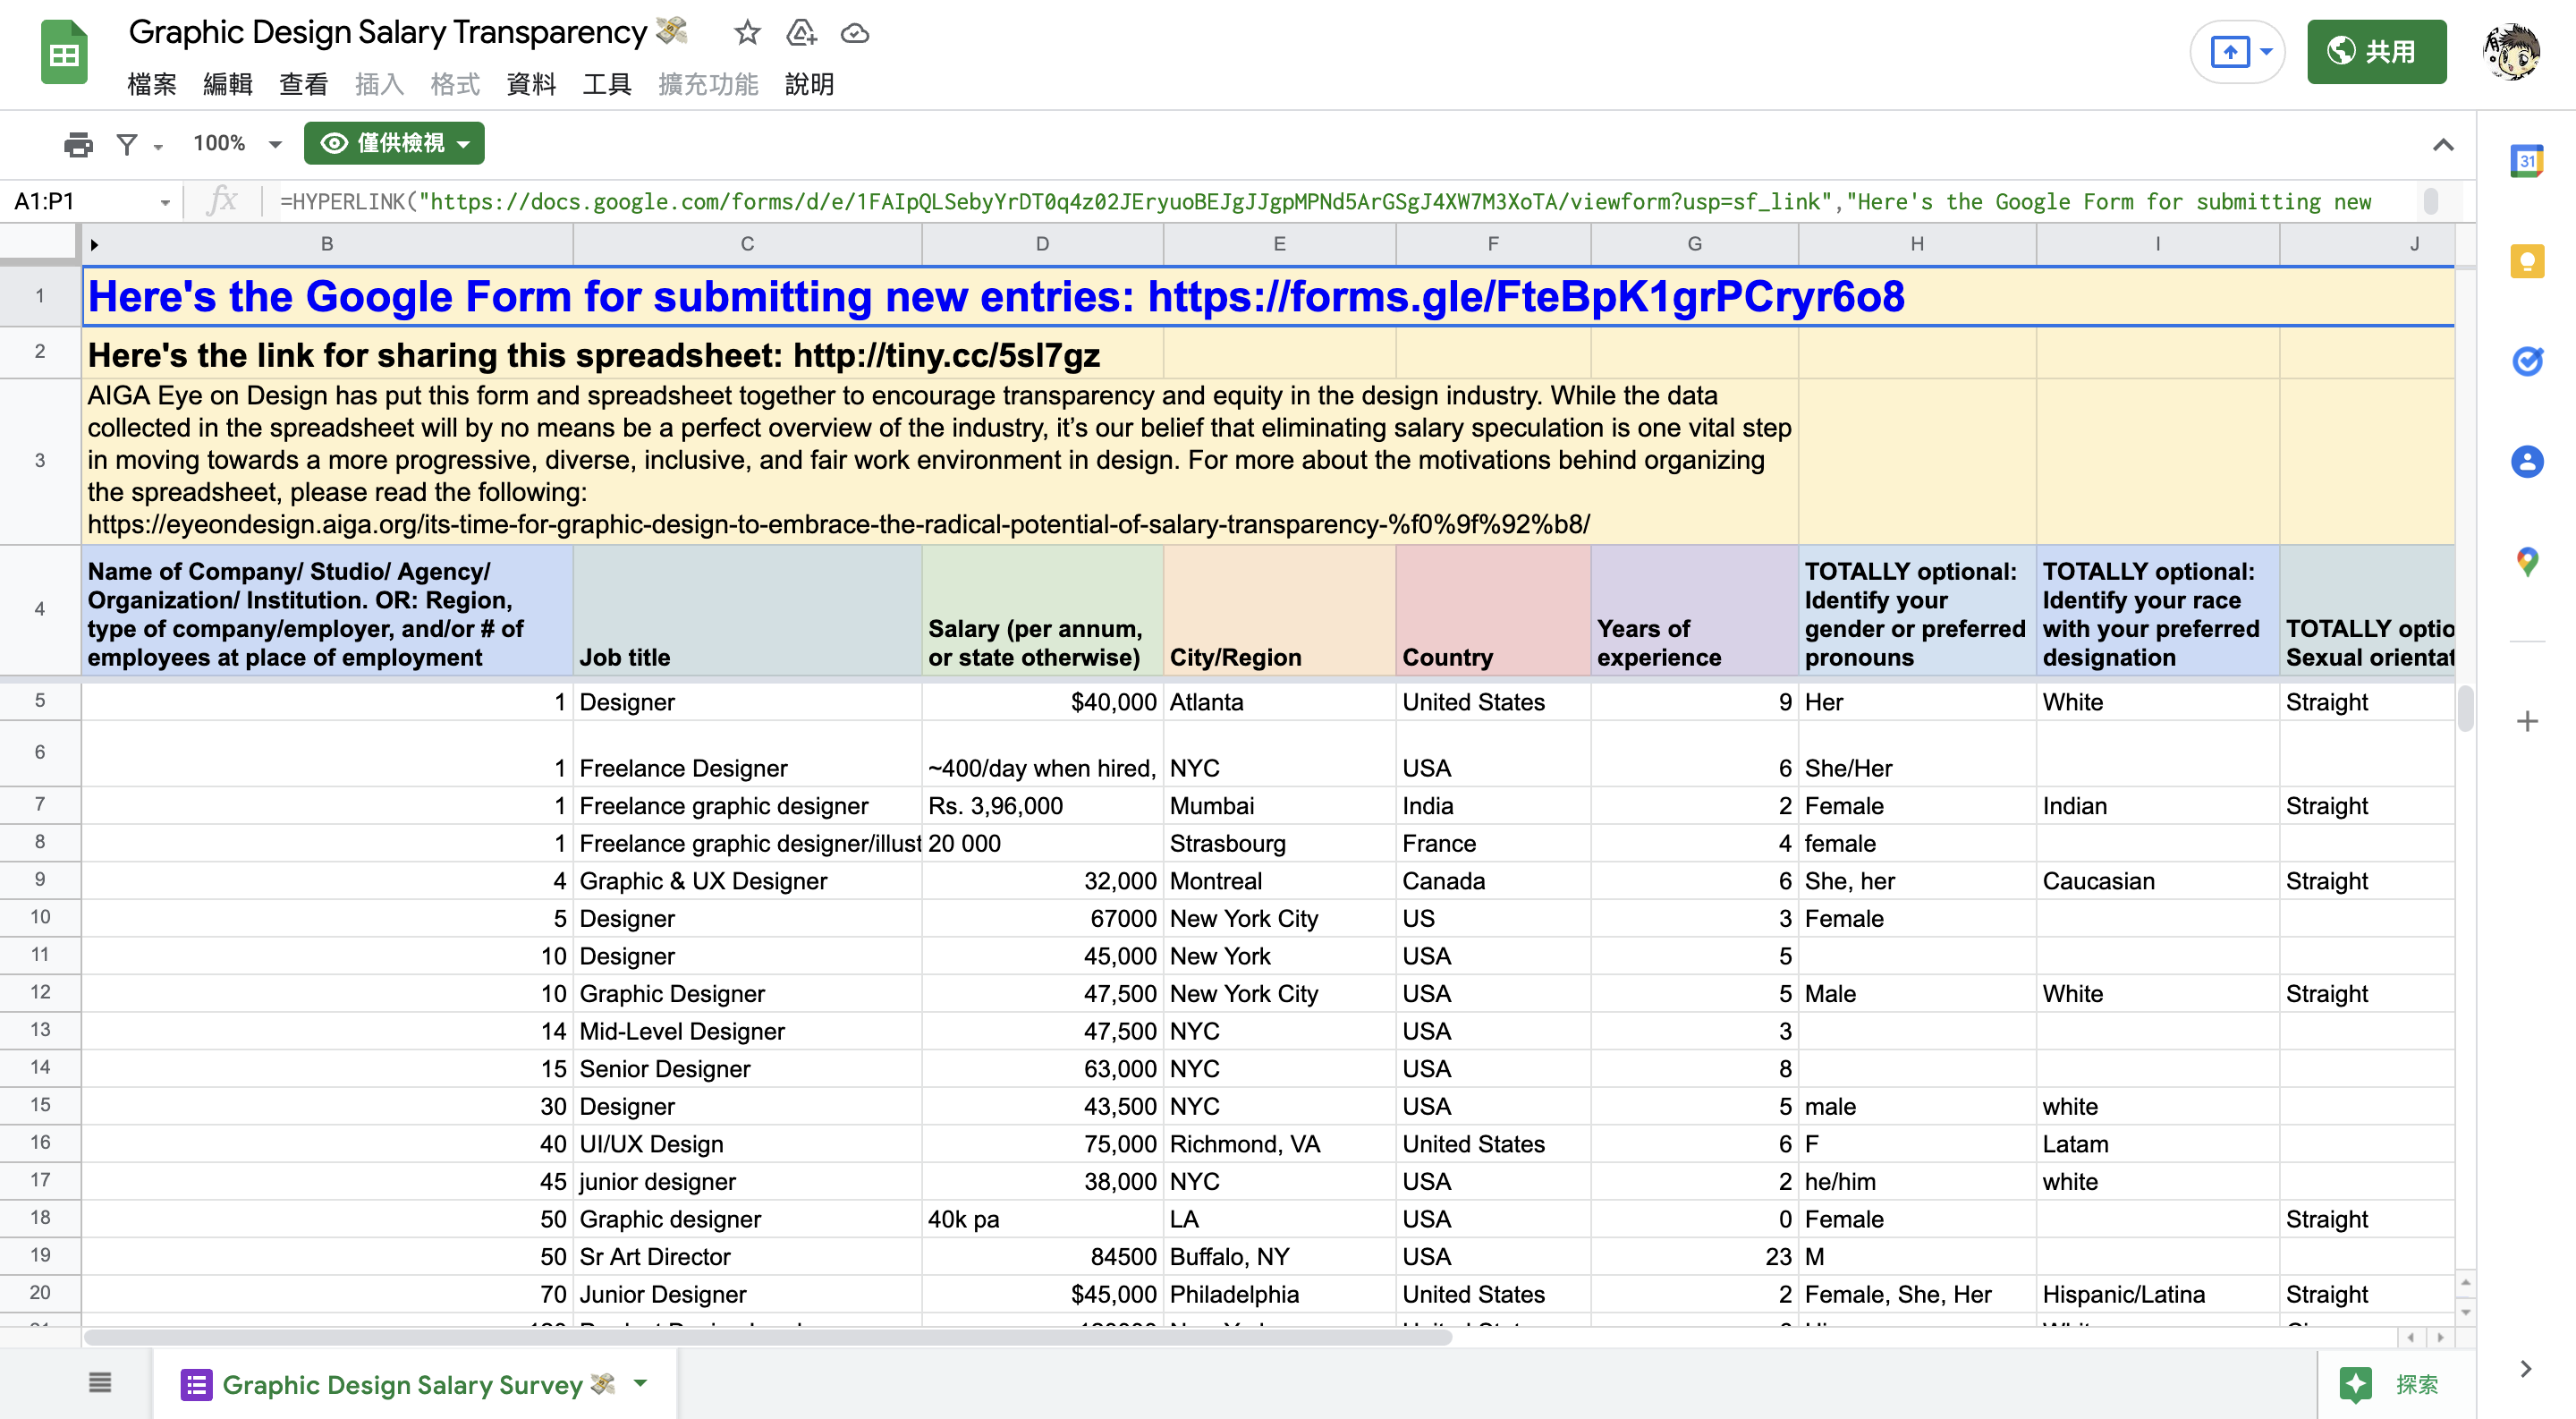 Graphic Design Salary Transparency 💸
檔案 編輯 查看 插入 格式 資料 工具 擴充功能 說明
共用
100% 僅供檢視
A1:P1 fx =HYPERLINK("https://docs.google.com/forms/d/e/1FAIpQLSebyYrDT0q4z02JEryuoBEJgJJgpMPNd5ArGSgJ4XW7M3XoTA/viewform?usp=sf_link","Here's the Google Form for submitting new
31
B C D E F G H I J
1 Here's the Google Form for submitting new entries: https://forms.gle/FteBpK1grPCryr6o8
2 Here's the link for sharing this spreadsheet: http://tiny.cc/5sl7gz
AIGA Eye on Design has put this form and spreadsheet together to encourage transparency and equity in the design industry. While the data
collected in the spreadsheet will by no means be a perfect overview of the industry, it’s our belief that eliminating salary speculation is one vital step
3 in moving towards a more progressive, diverse, inclusive, and fair work environment in design. For more about the motivations behind organizing
the spreadsheet, please read the following:
https://eyeondesign.aiga.org/its-time-for-graphic-design-to-embrace-the-radical-potential-of-salary-transparency-%f0%9f%92%b8/
4
Name of Company/ Studio/ Agency/
Organization/ Institution. OR: Region,
type of company/employer, and/or # of
employees at place of employment
Job title
Salary (per annum,
or state otherwise)
City/Region
Country
Years of
experience
TOTALLY optional:
Identify your
gender or preferred
pronouns
TOTALLY optional:
Identify your race
with your preferred
designation
TOTALLY optio
Sexual orientat
5 1 Designer $40,000 Atlanta United States 9 Her White Straight
6 1 Freelance Designer ~400/day when hired, NYC USA 6 She/Her
7 1 Freelance graphic designer Rs. 3,96,000 Mumbai India 2 Female Indian Straight
8 1 Freelance graphic designer/illust 20 000 Strasbourg France 4 female
9 4 Graphic & UX Designer 32,000 Montreal Canada 6 She, her Caucasian Straight
10 5 Designer 67000 New York City US 3 Female
11 10 Designer 45,000 New York USA 5
12 10 Graphic Designer 47,500 New York City USA 5 Male White Straight
13 14 Mid-Level Designer 47,500 NYC USA 3
14 15 Senior Designer 63,000 NYC USA 8
15 30 Designer 43,500 NYC USA 5 male white
16 40 UI/UX Design 75,000 Richmond, VA United States 6 F Latam
17 45 junior designer 38,000 NYC USA 2 he/him white
18 50 Graphic designer 40k pa LA USA 0 Female Straight
19 50 Sr Art Director 84500 Buffalo, NY USA 23 M
20 70 Junior Designer $45,000 Philadelphia United States 2 Female, She, Her Hispanic/Latina Straight
Graphic Design Salary Survey 💸
探索